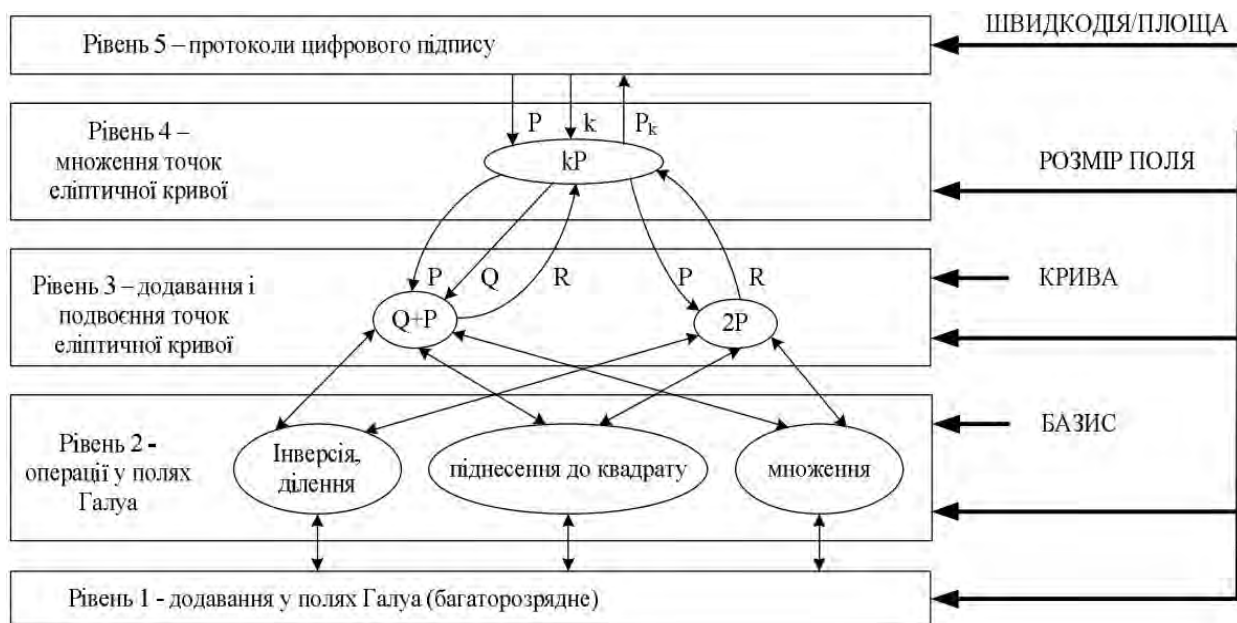 Рівень 5 – протоколи цифрового підпису
ШВИДКОДІЯ/ПЛОЩА
Рівень 4 –
множення точок
еліптичної кривої
P
k
Pk
kP
РОЗМІР ПОЛЯ
Рівень 3 – додавання і
подвоєння точок
еліптичної кривої
P
Q
R
P
R
Q+P
2P
КРИВА
Рівень 2 -
операції у полях
Галуа
Інверсія,
ділення
піднесення до квадрату
множення
БАЗИС
Рівень 1 - додавання у полях Галуа (багаторозрядне)